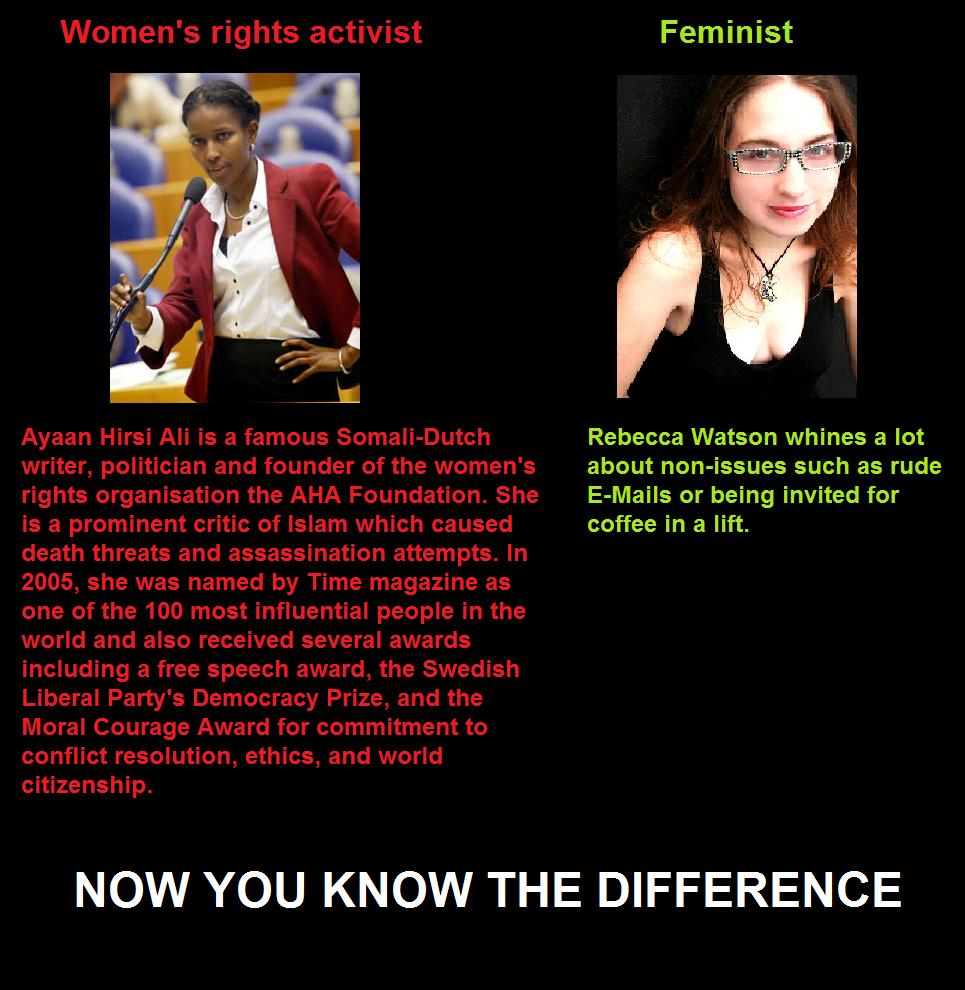 Women's rights activist
Feminist
Ayaan Hirsi Ali is a famous Somali-Dutch
writer, politician and founder of the women's
rights organisation the AHA Foundation. She
is a prominent critic of Islam which caused
death threats and assassination attempts. In
2005, she was named by Time magazine as
one of the 100 most influential people in the
world and also received several awards
including a free speech award, the Swedish
Liberal Party's Democracy Prize, and the
Moral Courage Award for commitment to
conflict resolution, ethics, and world
citizenship.
Rebecca Watson whines a lot
about non-issues such as rude
E-Mails or being invited for
coffee in a lift.
NOW YOU KNOW THE DIFFERENCE